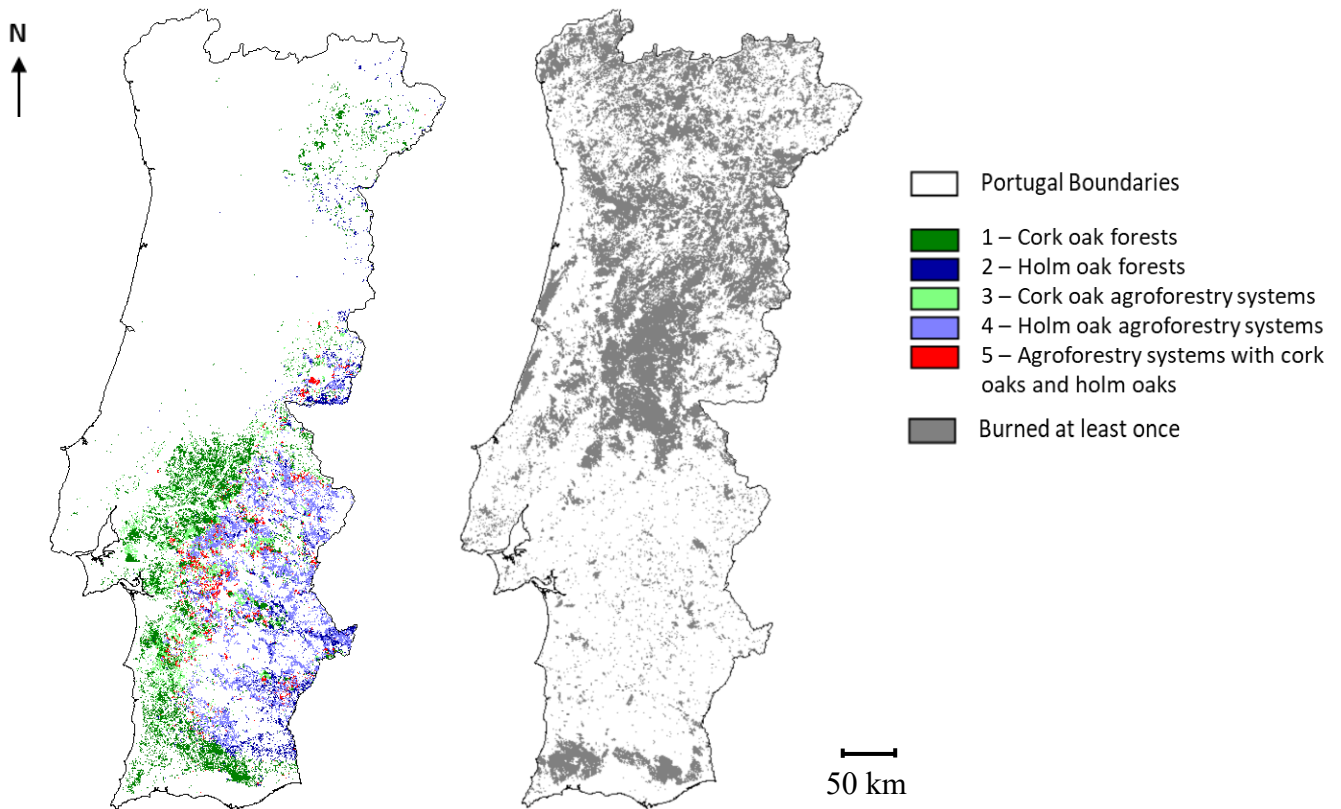 N
Portugal Boundaries
1 – Cork oak forests
2 – Holm oak forests
3 – Cork oak agroforestry systems
4 – Holm oak agroforestry systems
5 – Agroforestry systems with cork
oaks and holm oaks
Burned at least once
50 km